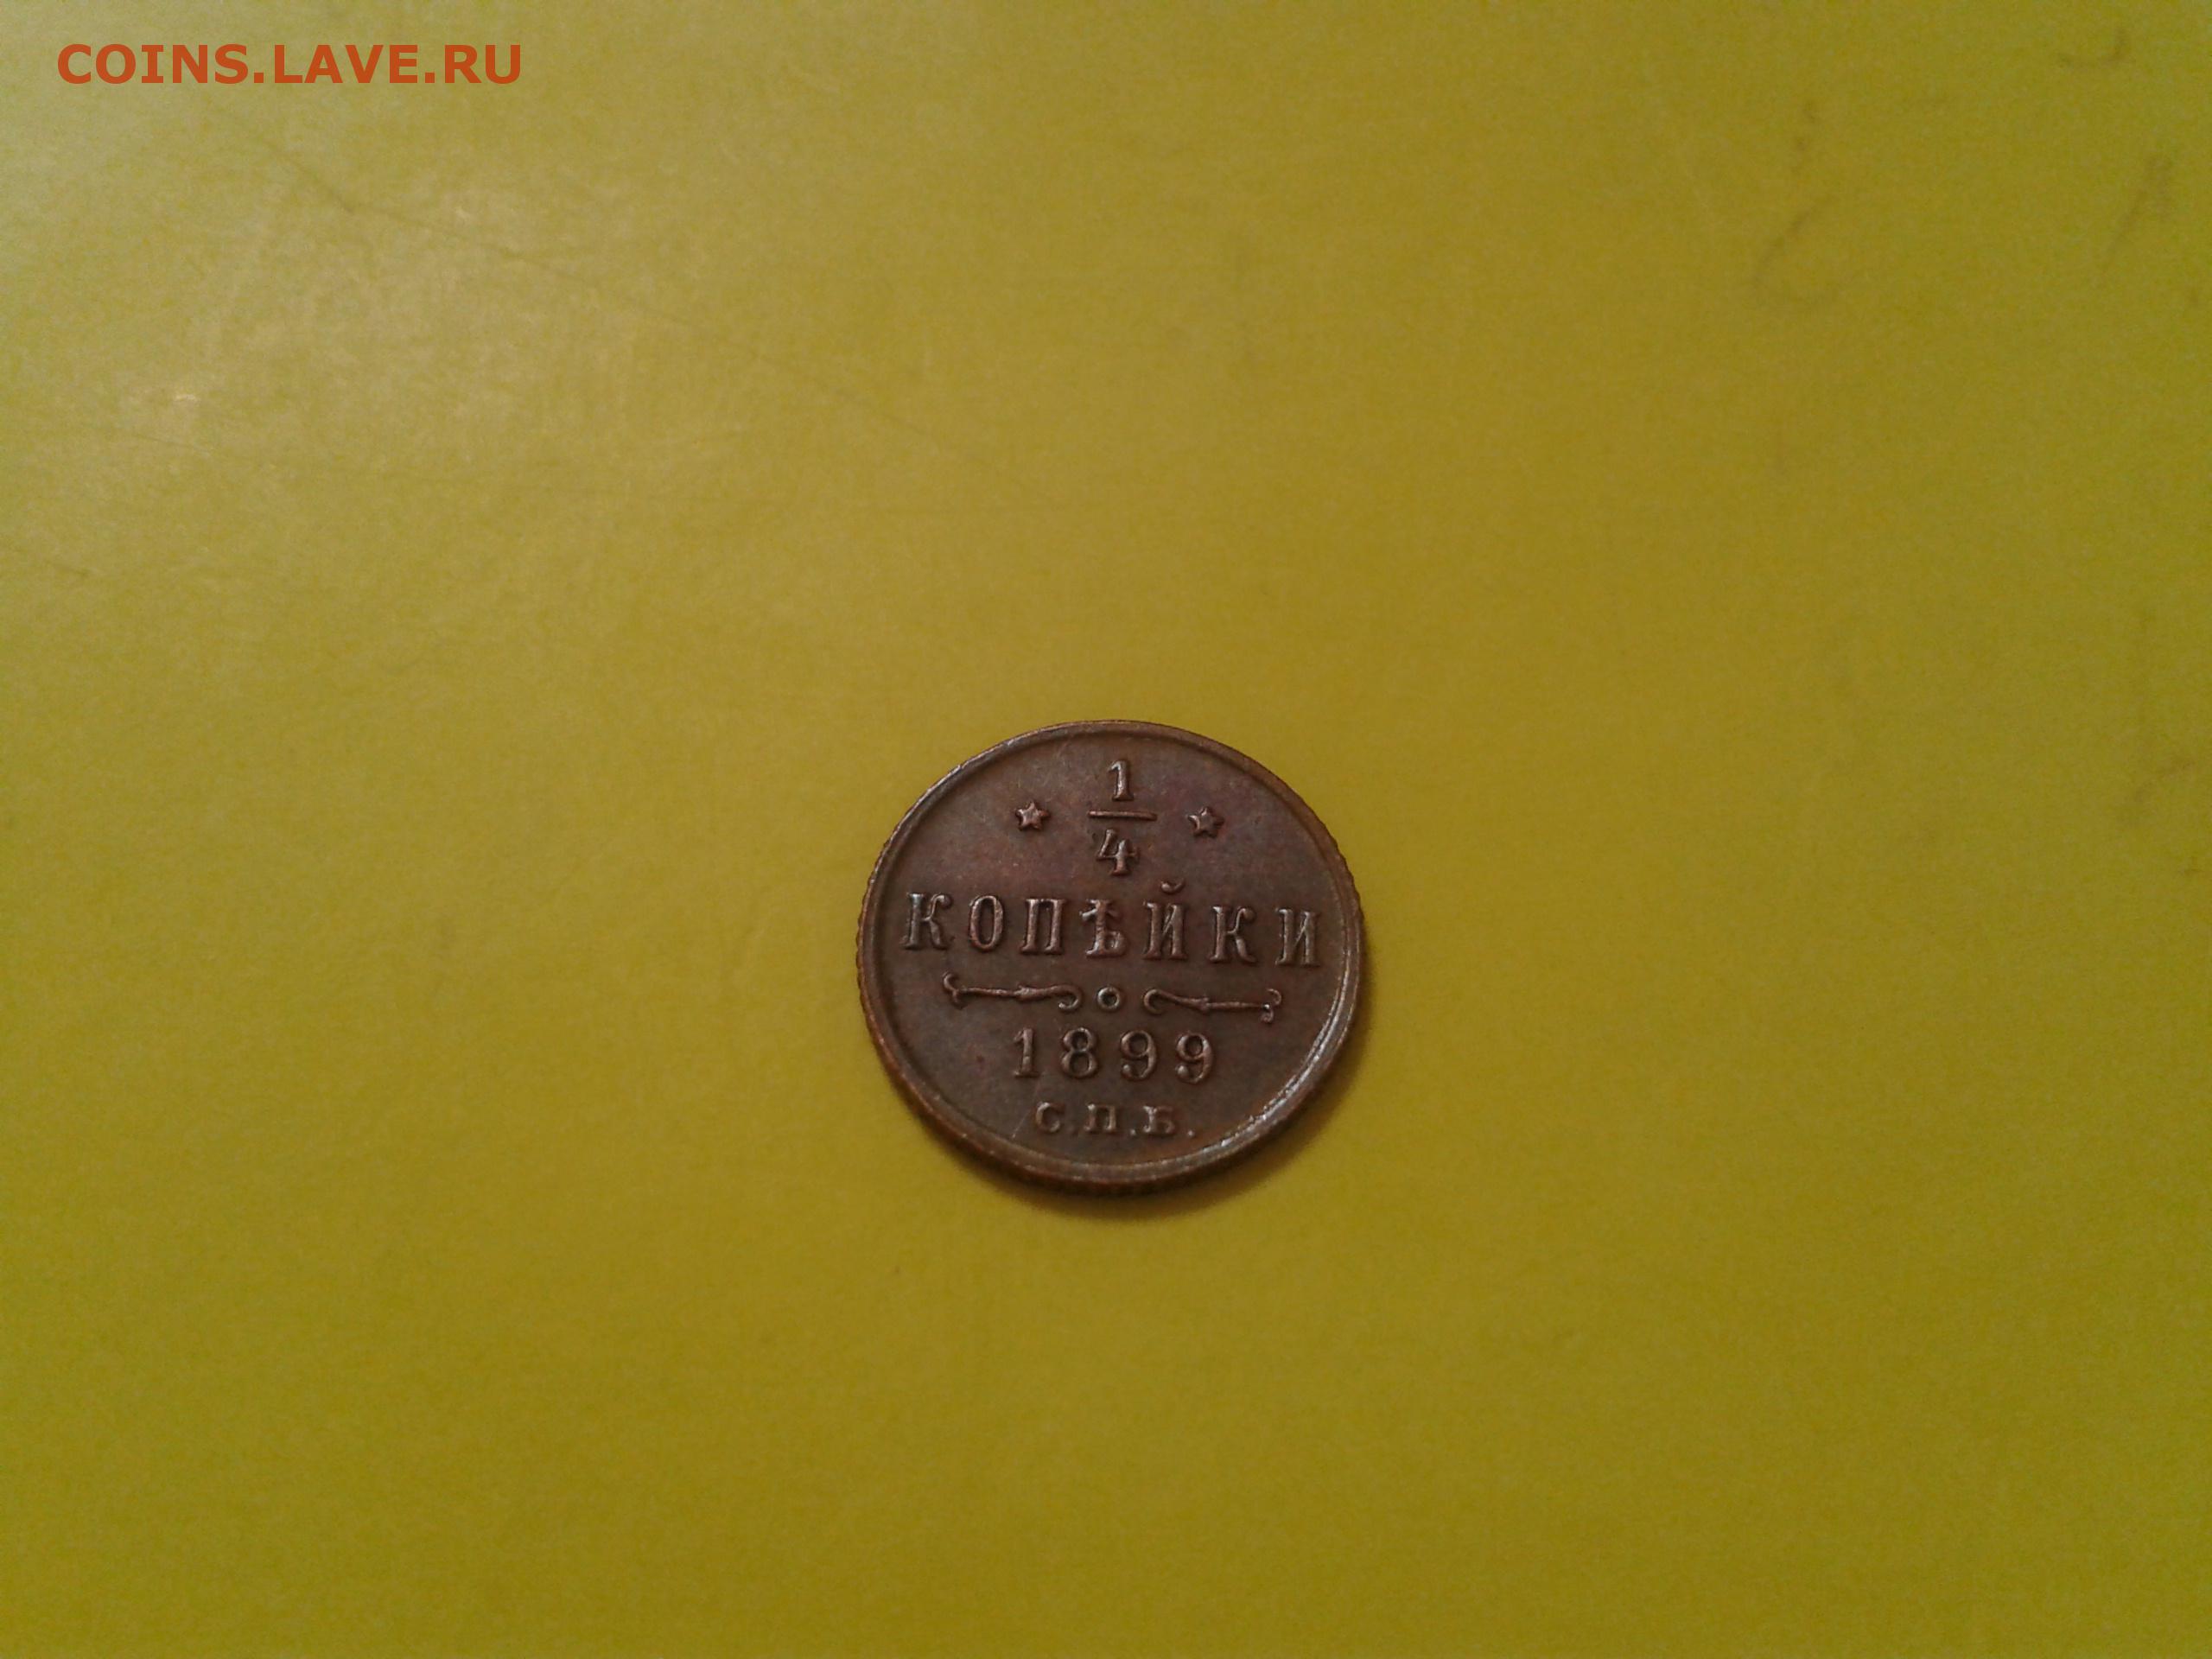 COINS.LAVE.RU
★ 1/4 ★
КОПѢЙКИ
1899
С.П.Б.